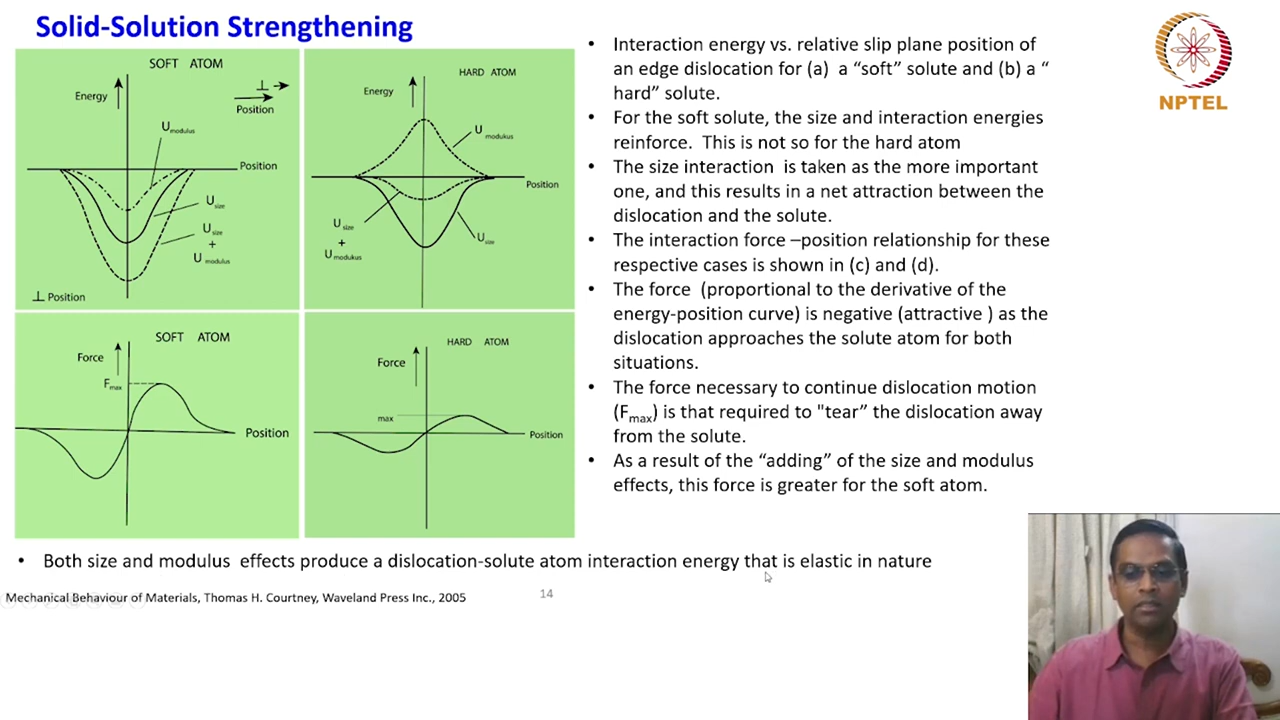 Solid-Solution Strengthening
SOFT ATOM
Energy
⊥
Position
U modulus
Position
U size
U size
+
U modulus
⊥ Position
HARD ATOM
Energy
U modukus
Position
U size
+
U modukus
U size
SOFT ATOM
Force
Fmax
Position
HARD ATOM
Force
max
Position
• Interaction energy vs. relative slip plane position of
an edge dislocation for (a) a “soft” solute and (b) a “
hard” solute.
• For the soft solute, the size and interaction energies
reinforce. This is not so for the hard atom
• The size interaction is taken as the more important
one, and this results in a net attraction between the
dislocation and the solute.
• The interaction force –position relationship for these
respective cases is shown in (c) and (d).
• The force (proportional to the derivative of the
energy-position curve) is negative (attractive ) as the
dislocation approaches the solute atom for both
situations.
• The force necessary to continue dislocation motion
(Fmax) is that required to "tear” the dislocation away
from the solute.
• As a result of the “adding” of the size and modulus
effects, this force is greater for the soft atom.
NPTEL
• Both size and modulus effects produce a dislocation-solute atom interaction energy that is elastic in nature
Mechanical Behaviour of Materials, Thomas H. Courtney, Waveland Press Inc., 2005
14